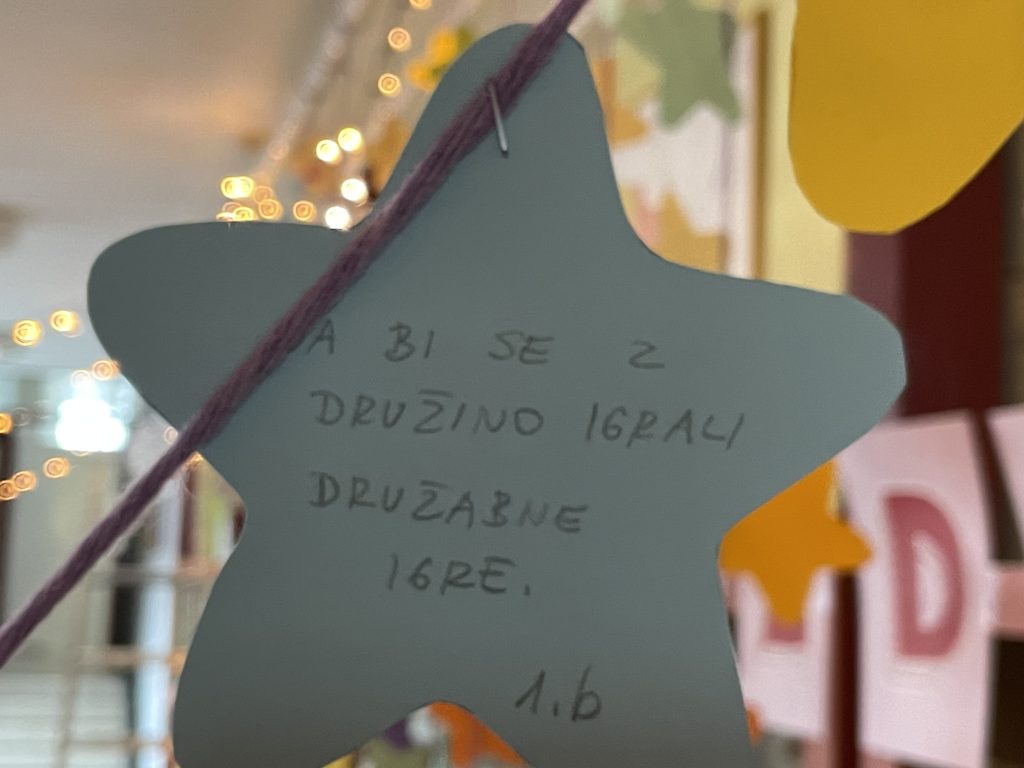 A BI SE Z
DRUŽINO IGRALI
DRUŽABNE
IGRE.
1.b
D